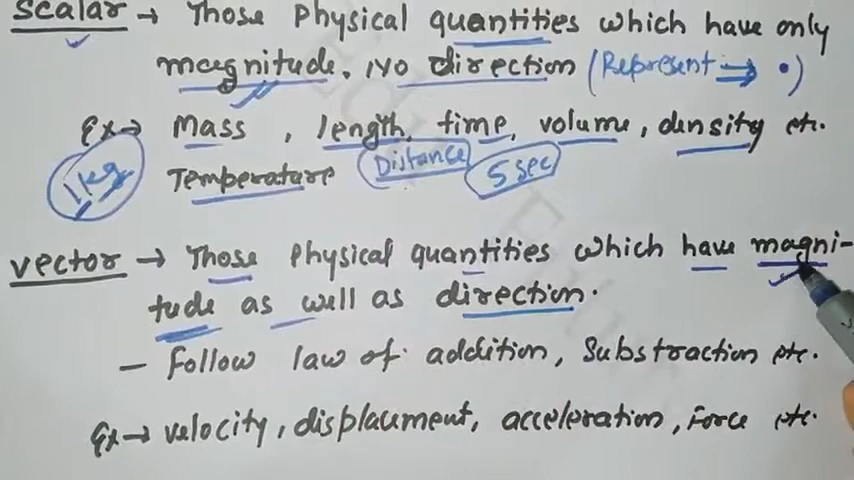 Scalar → Those Physical quantities which have only
magnitude. No direction (Represent ⇒ •)
Ex→ Mass, length, time, volume, density etc.
1kg Temperature Distance 5 sec
vector → Those Physical quantities which have magni-
tude as well as direction.
— Follow law of addition, Substraction etc.
Ex→ velocity, displacement, acceleration, Force etc.